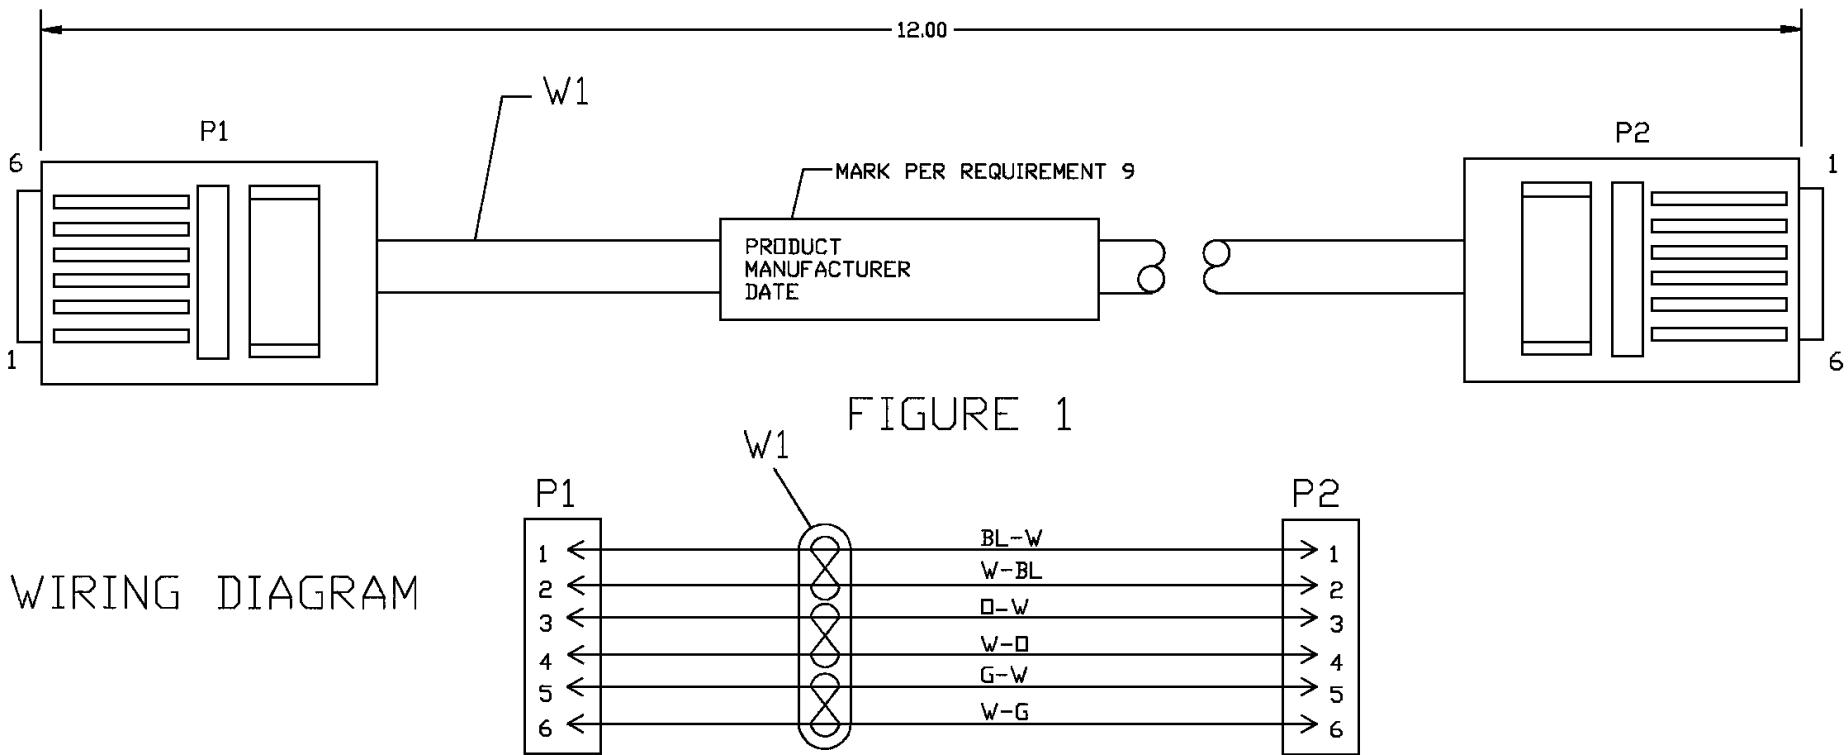 12.00
W1
P1
P2
6
1
MARK PER REQUIREMENT 9
PRODUCT
MANUFACTURER
DATE
1
6
FIGURE 1
W1
P1
P2
WIRING DIAGRAM
1 BL-W 1
2 W-BL 2
3 O-W 3
4 W-O 4
5 G-W 5
6 W-G 6